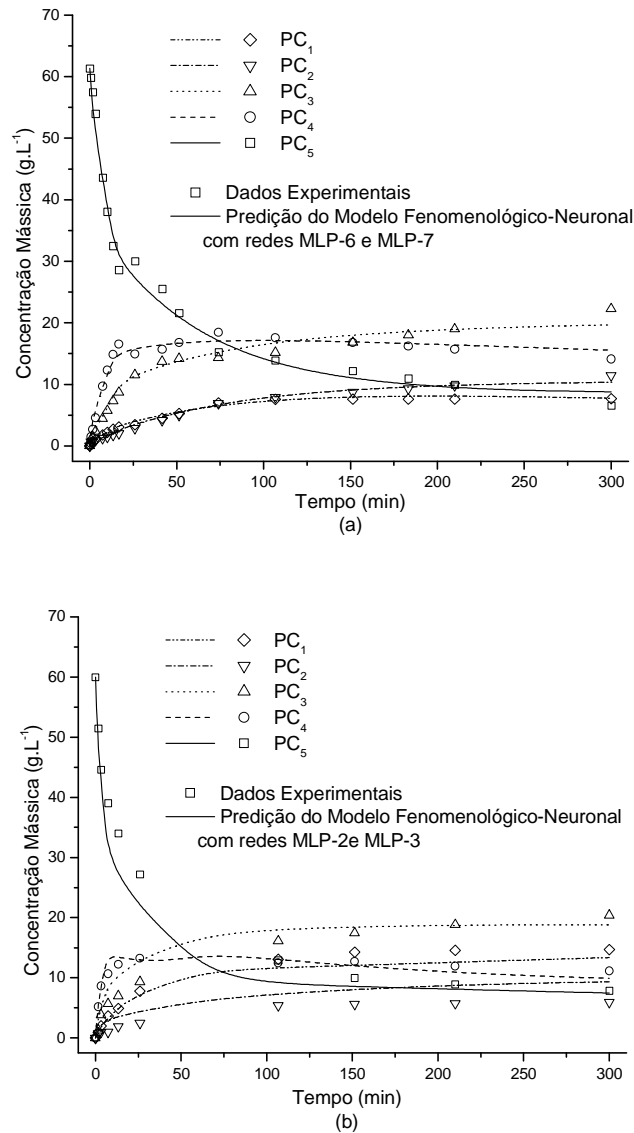 70
60
50
40
30
20
10
0
Concentração Mássica (g.L-1)
PC1
PC2
PC3
PC4
PC5
Dados Experimentais
Predição do Modelo Fenomenológico-Neuronal
com redes MLP-6 e MLP-7
0 50 100 150 200 250 300
Tempo (min)
(a)
70
60
50
40
30
20
10
0
Concentração Mássica (g.L-1)
PC1
PC2
PC3
PC4
PC5
Dados Experimentais
Predição do Modelo Fenomenológico-Neuronal
com redes MLP-2e MLP-3
0 50 100 150 200 250 300
Tempo (min)
(b)